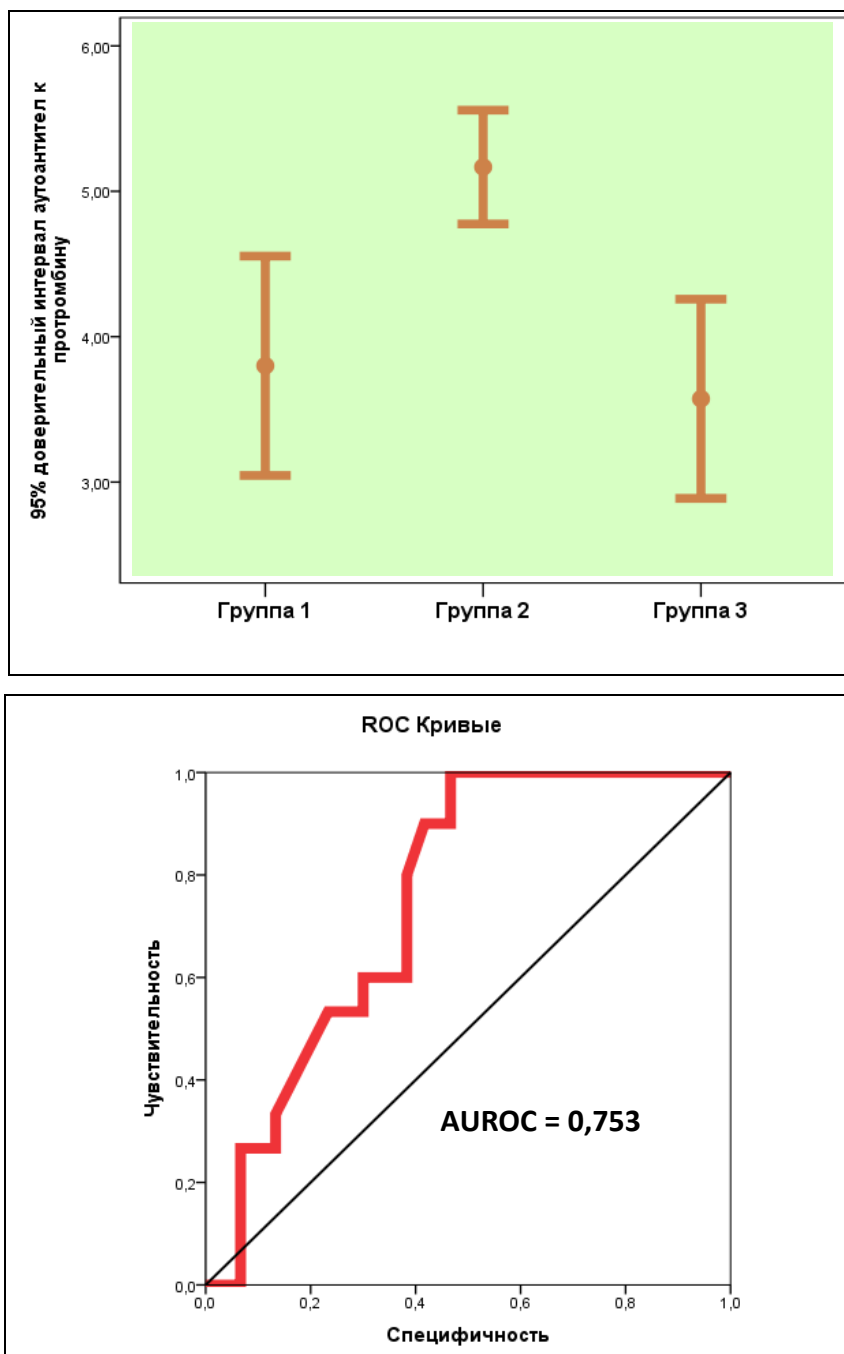 95% доверительный интервал аутоантител к
протромбину
6,00
5,00
4,00
3,00
Группа 1
Группа 2
Группа 3
ROC Кривые
Чувствительность
1,0
0,8
0,6
0,4
0,2
0,0
AUROC = 0,753
0,0
0,2
0,4
0,6
0,8
1,0
Специфичность